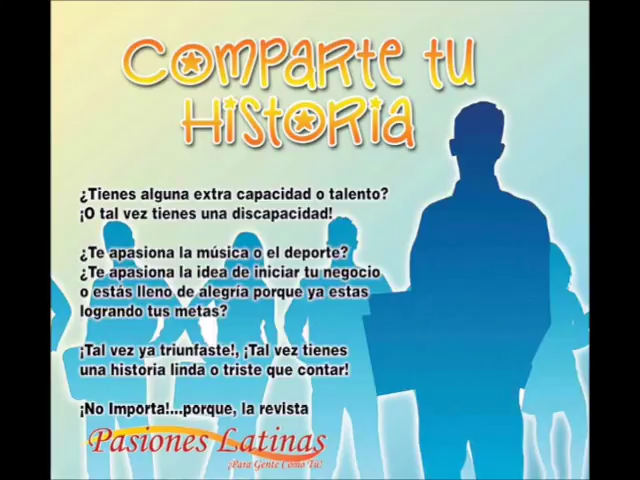 Comparte tu
Historia
¿Tienes alguna extra capacidad o talento?
¡O tal vez tienes una discapacidad!
¿Te apasiona la música o el deporte?
¿Te apasiona la idea de iniciar tu negocio
o estás lleno de alegría porque ya estas
logrando tus metas?
¡Tal vez ya triunfaste!, ¡Tal vez tienes
una historia linda o triste que contar!
¡No Importa!...porque, la revista
Pasiones Latinas
¡Para Gente Como Tu!